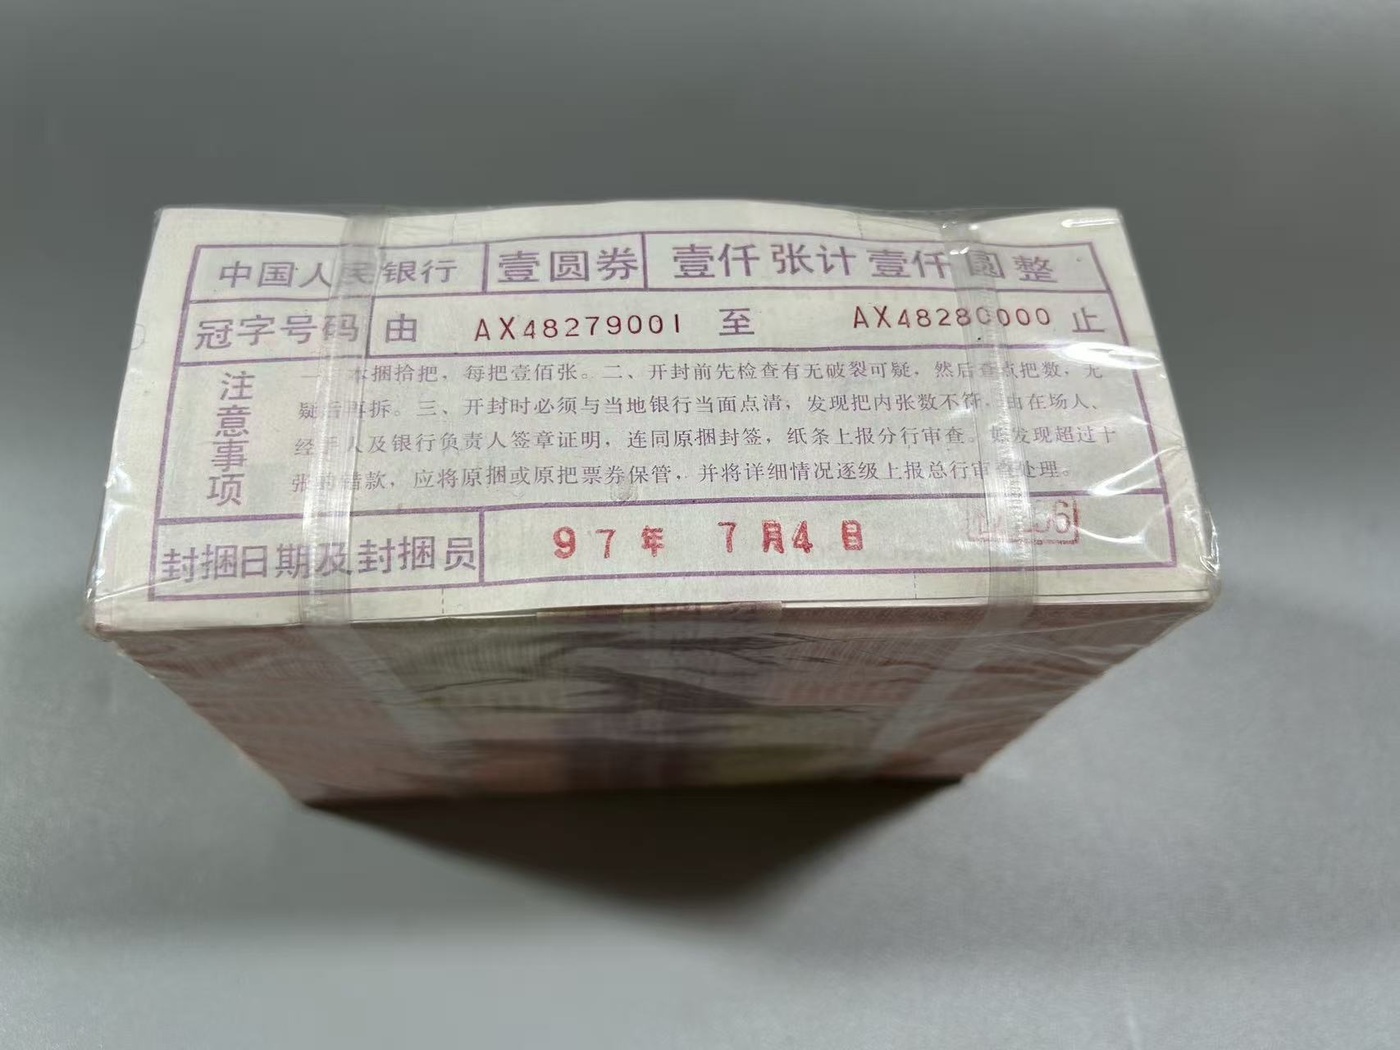 中国人民银行 壹圆券 壹仟张计壹仟圆整
冠字号码 由 AX48279001 至 AX48280000 止
注意事项
一、本捆拾把，每把壹佰张。二、开封前先检查有无破裂可疑，然后查点把数，无
疑后再拆。三、开封时必须与当地银行当面点清，发现把内张数不符，由在场人、
经手人及银行负责人签章证明，连同原捆封签，纸条上报分行审查。如发现超过十
张的错款，应将原捆或原把票券保管，并将详细情况逐级上报总行审查处理。
封捆日期及封捆员 97年 7月4日